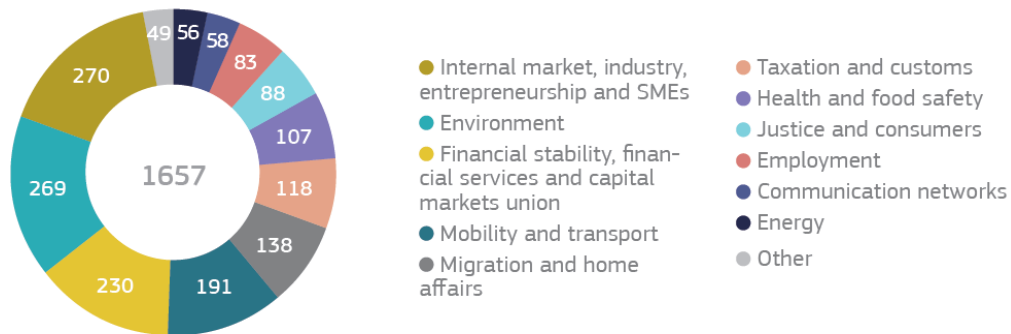 49
56
58
83
88
107
118
138
191
230
269
270
1657
Internal market, industry,
entrepreneurship and SMEs
Environment
Financial stability, finan-
cial services and capital
markets union
Mobility and transport
Migration and home
affairs
Taxation and customs
Health and food safety
Justice and consumers
Employment
Communication networks
Energy
Other